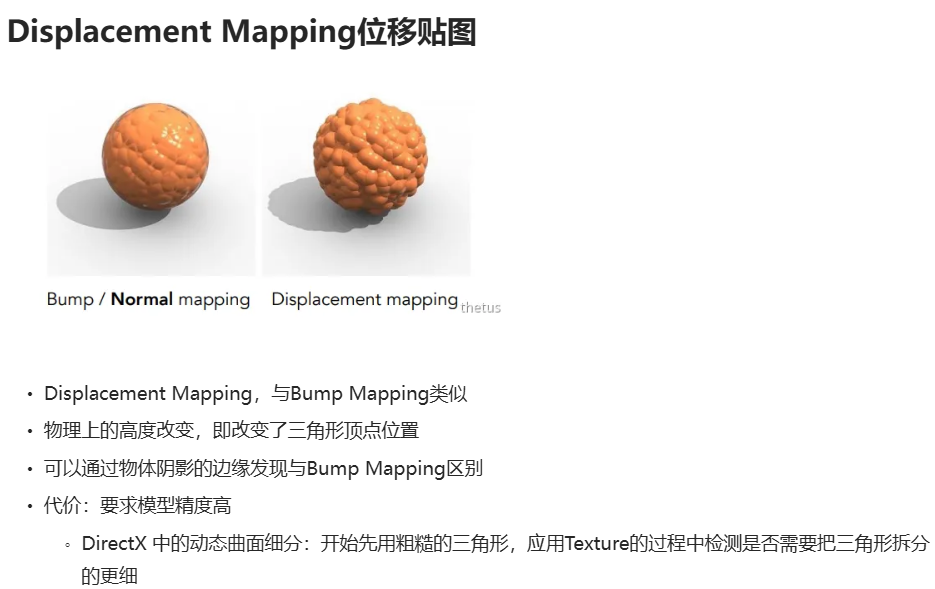 Displacement Mapping位移贴图
Bump / Normal mapping
Displacement mapping
thetus
• Displacement Mapping，与Bump Mapping类似
• 物理上的高度改变，即改变了三角形顶点位置
• 可以通过物体阴影的边缘发现与Bump Mapping区别
• 代价：要求模型精度高
◦ DirectX 中的动态曲面细分：开始先用粗糙的三角形，应用Texture的过程中检测是否需要把三角形拆分
的更细